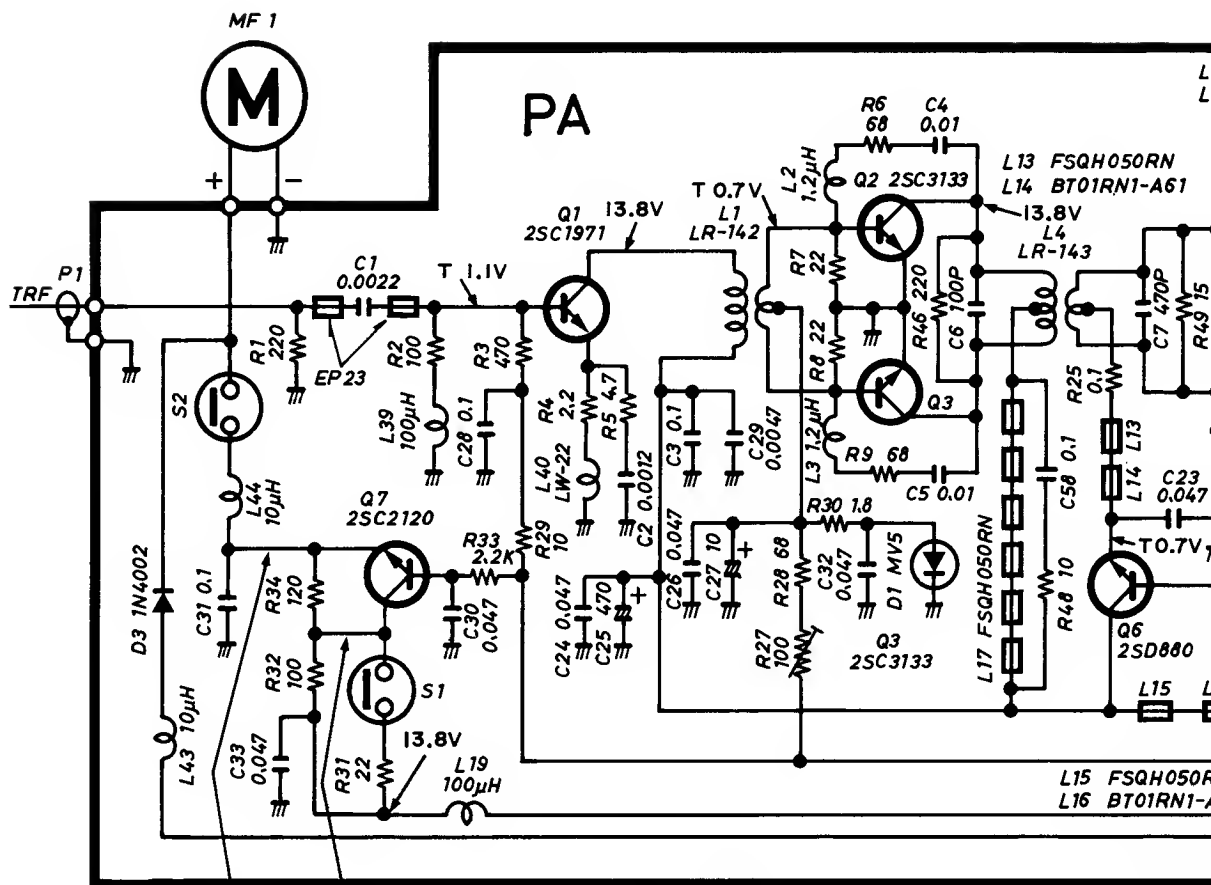 MF 1
M
+
−
PA
L
L
R6
68
C4
0.01
L2
1.2μH
L13 FSQH050RN
L14 BT01RN1-A61
Q2 2SC3133
13.8V
T 0.7V
L1
LR-142
L4
LR-143
Q1
2SC1971
13.8V
P1
TRF
C1
0.0022
T 1.1V
R7
22
R46 220
C6 100P
C7 470P
R49 15
R1
220
EP23
R2
100
R3
470
R8 22
R25
0.1
S2
L39
100μH
C28 0.1
R4
2.2
R5 4.7
Q3
L3 1.2μH
R9 68
C5 0.01
L40
LW-22
C2 0.0012
C3 0.1
C29
0.0047
L13
L14
C58 0.1
C23
0.047
L44
10μH
Q7
2SC2120
R33
2.2K
R29
10
R30 1.8
C26
0.047
C27 10
+
R28 68
C32
0.047
D1 MV5
T0.7V
1
D3 1N4002
C31 0.1
R34
120
C30
0.047
C24 0.047
C25 470
+
R27
100
Q3
2SC3133
L17 FSQH050RN
R48 10
Q6
2SD880
R32
100
S1
L15
L
L43 10μH
C33
0.047
R31
22
13.8V
L19
100μH
L15 FSQH050R
L16 BT01RN1-A